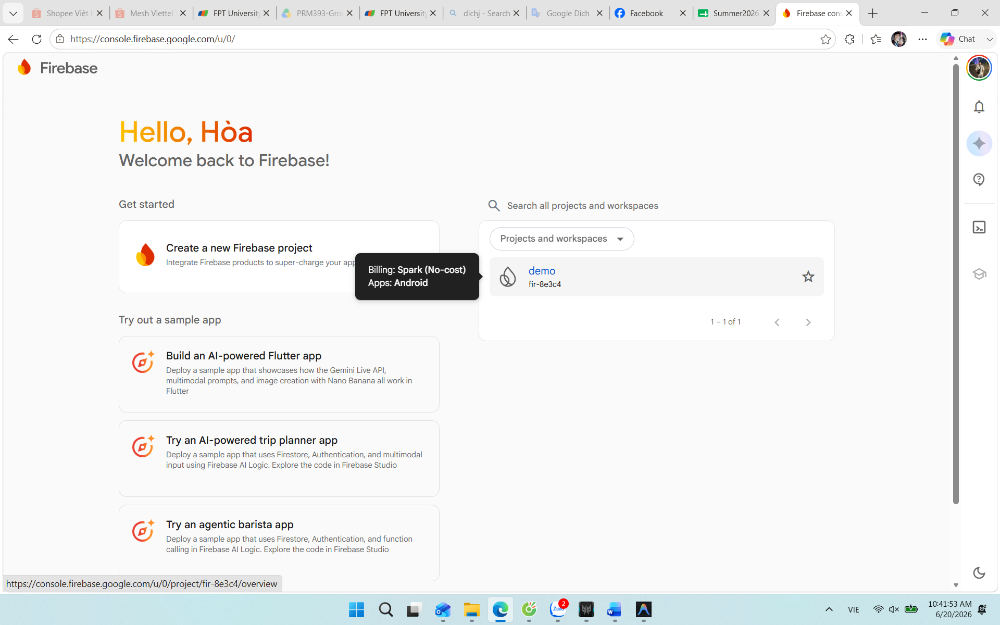 Shopee Việt
Mesh Viettel
FPT University
PRM393-Gro
FPT University
dichj - Search
Google Dịch
Facebook
Summer2026
Firebase cons
https://console.firebase.google.com/u/0/
Chat
Firebase
Hello, Hòa
Welcome back to Firebase!
Get started
Create a new Firebase project
Integrate Firebase products to super-charge your app
Billing: Spark (No-cost)
Apps: Android
Search all projects and workspaces
Projects and workspaces
demo
fir-8e3c4
1 – 1 of 1
Try out a sample app
Build an AI-powered Flutter app
Deploy a sample app that showcases how the Gemini Live API,
multimodal prompts, and image creation with Nano Banana all work in
Flutter
Try an AI-powered trip planner app
Deploy a sample app that uses Firestore, Authentication, and multimodal
input using Firebase AI Logic. Explore the code in Firebase Studio
Try an agentic barista app
Deploy a sample app that uses Firestore, Authentication, and function
calling in Firebase AI Logic. Explore the code in Firebase Studio
https://console.firebase.google.com/u/0/project/fir-8e3c4/overview
Zalo
2
VIE
10:41:53 AM
6/20/2026